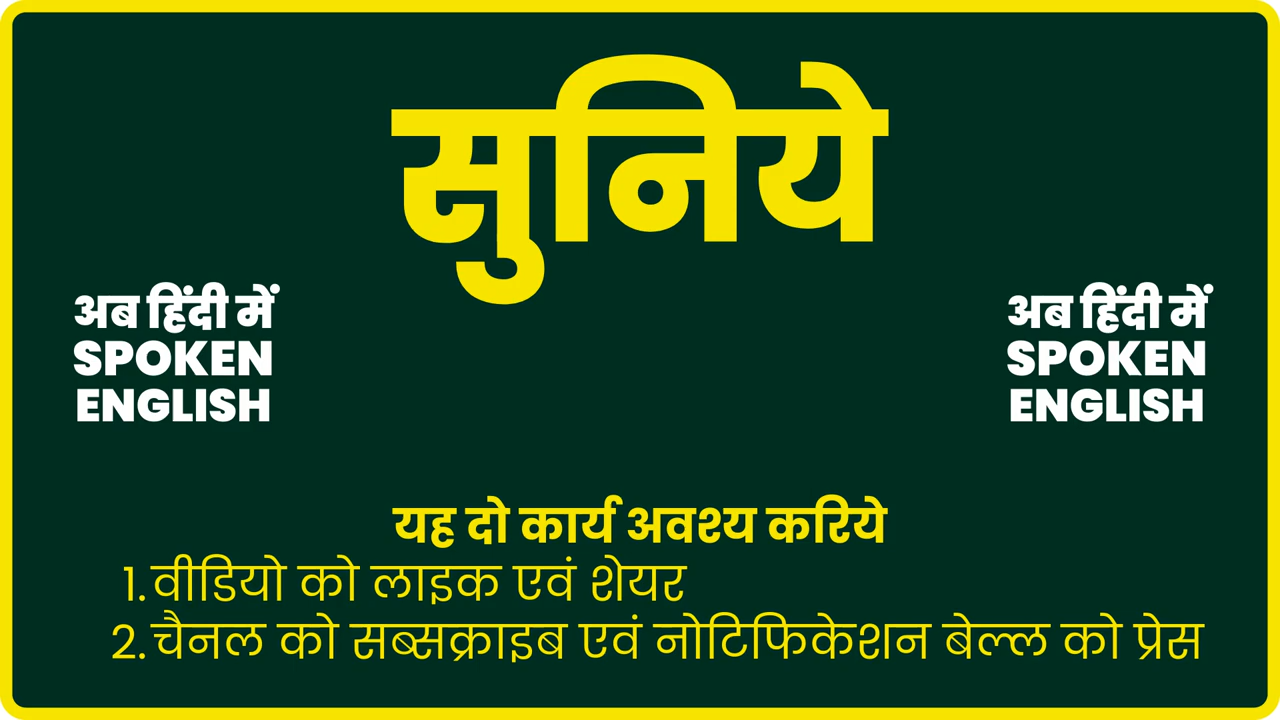 सुनिये
अब हिंदी में
SPOKEN
ENGLISH
अब हिंदी में
SPOKEN
ENGLISH
यह दो कार्य अवश्य करिये
1. वीडियो को लाइक एवं शेयर
2. चैनल को सब्सक्राइब एवं नोटिफिकेशन बेल्ल को प्रेस